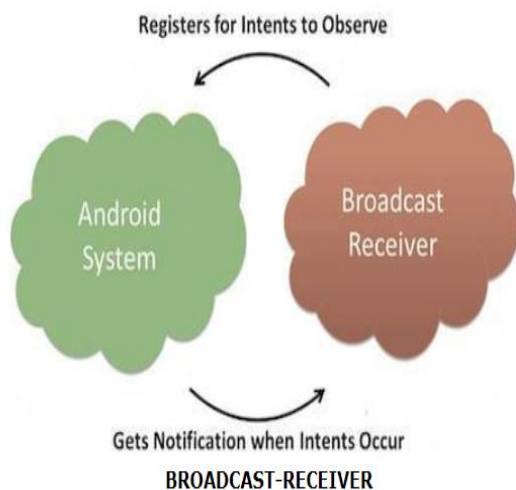 Registers for Intents to Observe
Android
System
Broadcast
Receiver
Gets Notification when Intents Occur
BROADCAST-RECEIVER